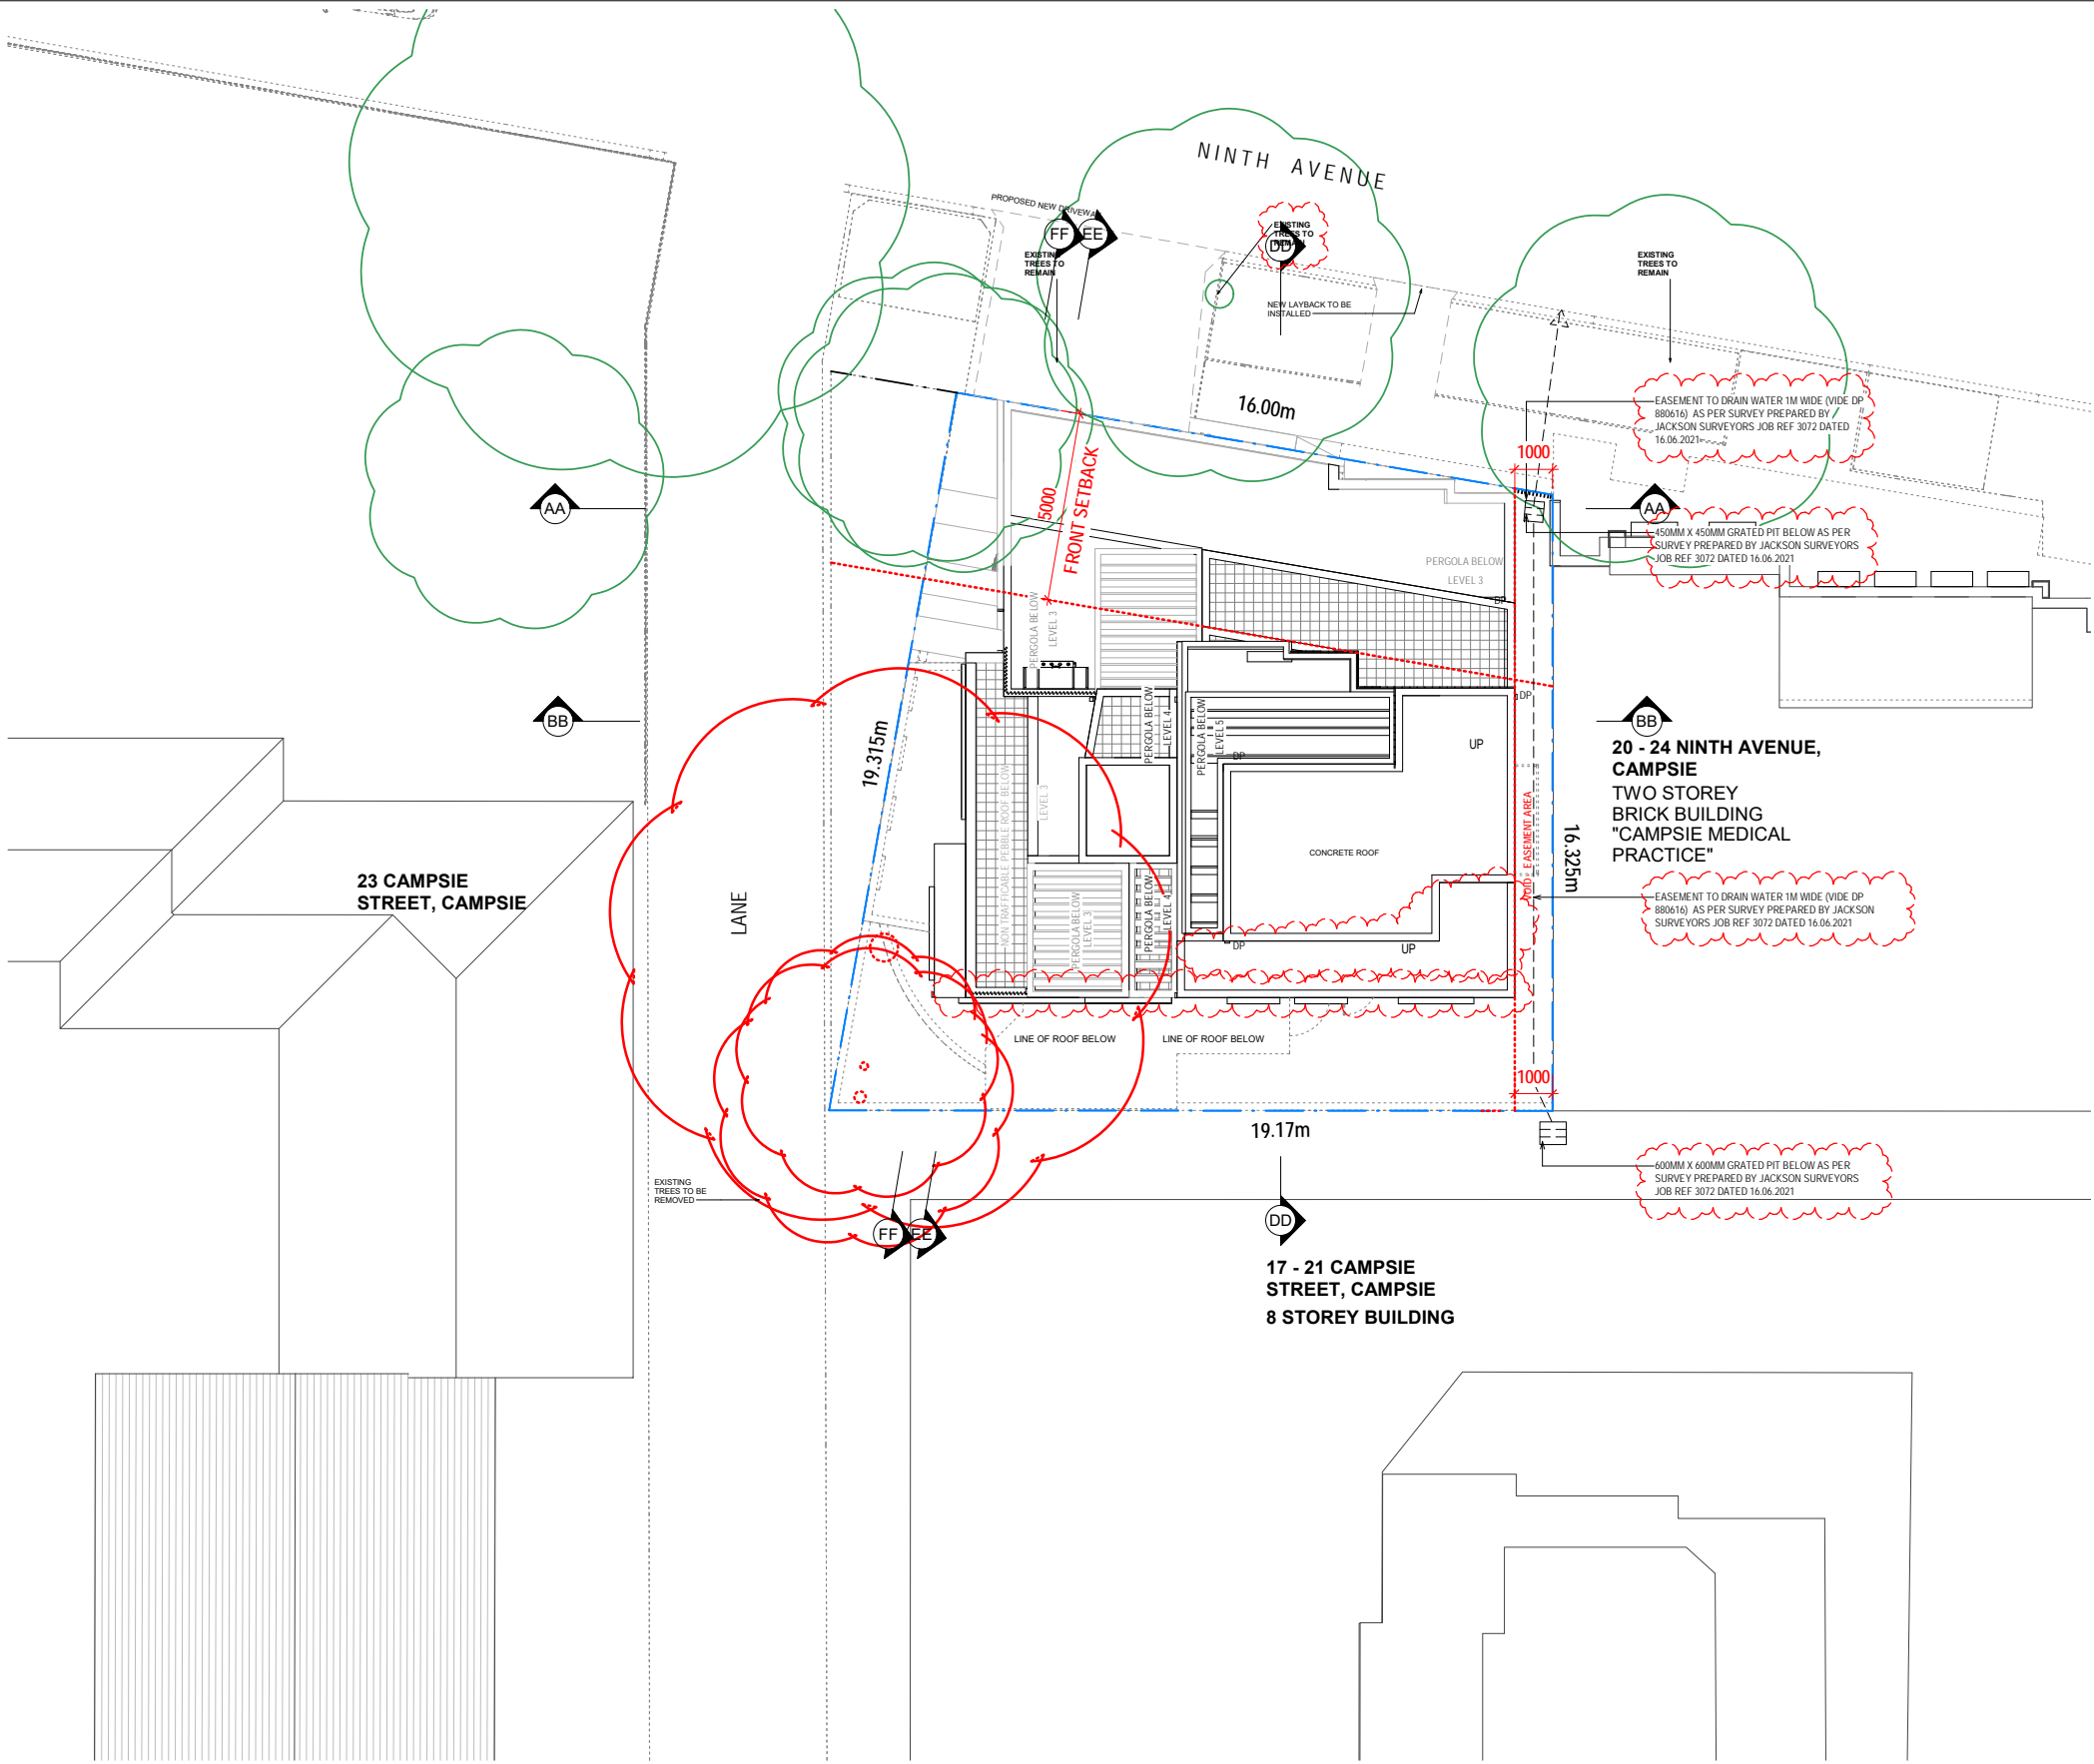 NINTH AVENUE
PROPOSED NEW DRIVEWAY
FF
EE
EXISTING
TREES TO
REMAIN
EXISTING
TREES TO
REMAIN
DD
EXISTING
TREES TO
REMAIN
NEW LAYBACK TO BE
INSTALLED
16.00m
EASEMENT TO DRAIN WATER 1M WIDE (VIDE DP
880616) AS PER SURVEY PREPARED BY
JACKSON SURVEYORS JOB REF 3072 DATED
16.06.2021
1000
5000
FRONT SETBACK
AA
AA
450MM X 450MM GRATED PIT BELOW AS PER
SURVEY PREPARED BY JACKSON SURVEYORS
JOB REF 3072 DATED 16.06.2021
PERGOLA BELOW
LEVEL 3
DP
PERGOLA BELOW
LEVEL 3
DP
BB
BB
PERGOLA BELOW
LEVEL 4
PERGOLA BELOW
LEVEL 5
DP
UP
19.315m
20 - 24 NINTH AVENUE,
CAMPSIE
TWO STOREY
BRICK BUILDING
"CAMPSIE MEDICAL
PRACTICE"
NON TRAFFICABLE PEBBLE ROOF BELOW
LEVEL 3
CONCRETE ROOF
VOID / EASEMENT AREA
16.325m
23 CAMPSIE
STREET, CAMPSIE
LANE
PERGOLA BELOW
LEVEL 3
PERGOLA BELOW
LEVEL 4
EASEMENT TO DRAIN WATER 1M WIDE (VIDE DP
880616) AS PER SURVEY PREPARED BY JACKSON
SURVEYORS JOB REF 3072 DATED 16.06.2021
DP
UP
LINE OF ROOF BELOW
LINE OF ROOF BELOW
1000
19.17m
600MM X 600MM GRATED PIT BELOW AS PER
SURVEY PREPARED BY JACKSON SURVEYORS
JOB REF 3072 DATED 16.06.2021
EXISTING
TREES TO BE
REMOVED
FF
EE
DD
17 - 21 CAMPSIE
STREET, CAMPSIE
8 STOREY BUILDING